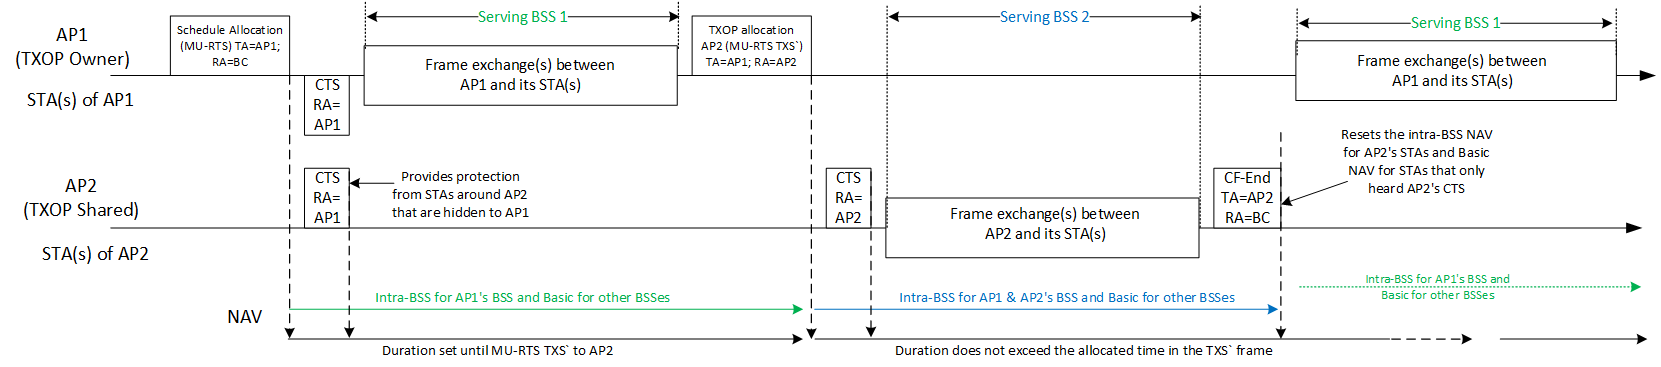 Serving BSS 1
Serving BSS 2
Serving BSS 1
AP1
(TXOP Owner)
Schedule Allocation
(MU-RTS) TA=AP1;
RA=BC
Frame exchange(s) between
AP1 and its STA(s)
TXOP allocation
AP2 (MU-RTS TXS`)
TA=AP1; RA=AP2
Frame exchange(s) between
AP1 and its STA(s)
STA(s) of AP1
CTS
RA=
AP1
Resets the intra-BSS NAV
for AP2's STAs and Basic
NAV for STAs that only
heard AP2's CTS
AP2
(TXOP Shared)
CTS
RA=
AP1
Provides protection
from STAs around AP2
that are hidden to AP1
CTS
RA=
AP2
Frame exchange(s) between
AP2 and its STA(s)
CF-End
TA=AP2
RA=BC
STA(s) of AP2
Intra-BSS for AP1's BSS and Basic for other BSSes
Intra-BSS for AP1 & AP2's BSS and Basic for other BSSes
Intra-BSS for AP1's BSS and
Basic for other BSSes
NAV
Duration set until MU-RTS TXS` to AP2
Duration does not exceed the allocated time in the TXS` frame